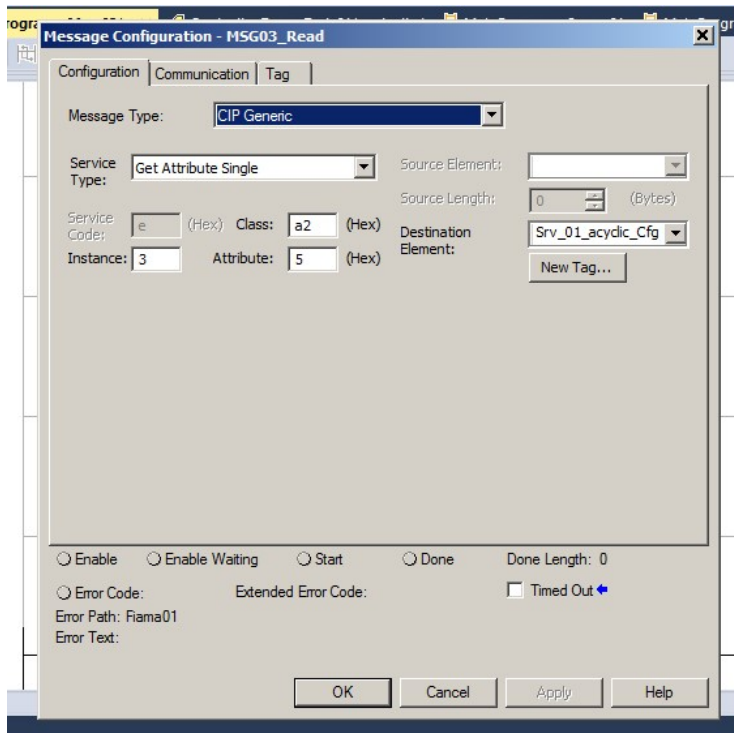 Message Configuration - MSG03_Read
Configuration Communication Tag
Message Type: CIP Generic
Service Type: Get Attribute Single
Source Element:
Source Length: 0 (Bytes)
Service Code: e (Hex) Class: a2 (Hex)
Destination Element: Srv_01_acyclic_Cfg
Instance: 3 Attribute: 5 (Hex)
New Tag...
Enable Enable Waiting Start Done Done Length: 0
Error Code: Extended Error Code: Timed Out
Error Path: Fiama01
Error Text:
OK Cancel Apply Help